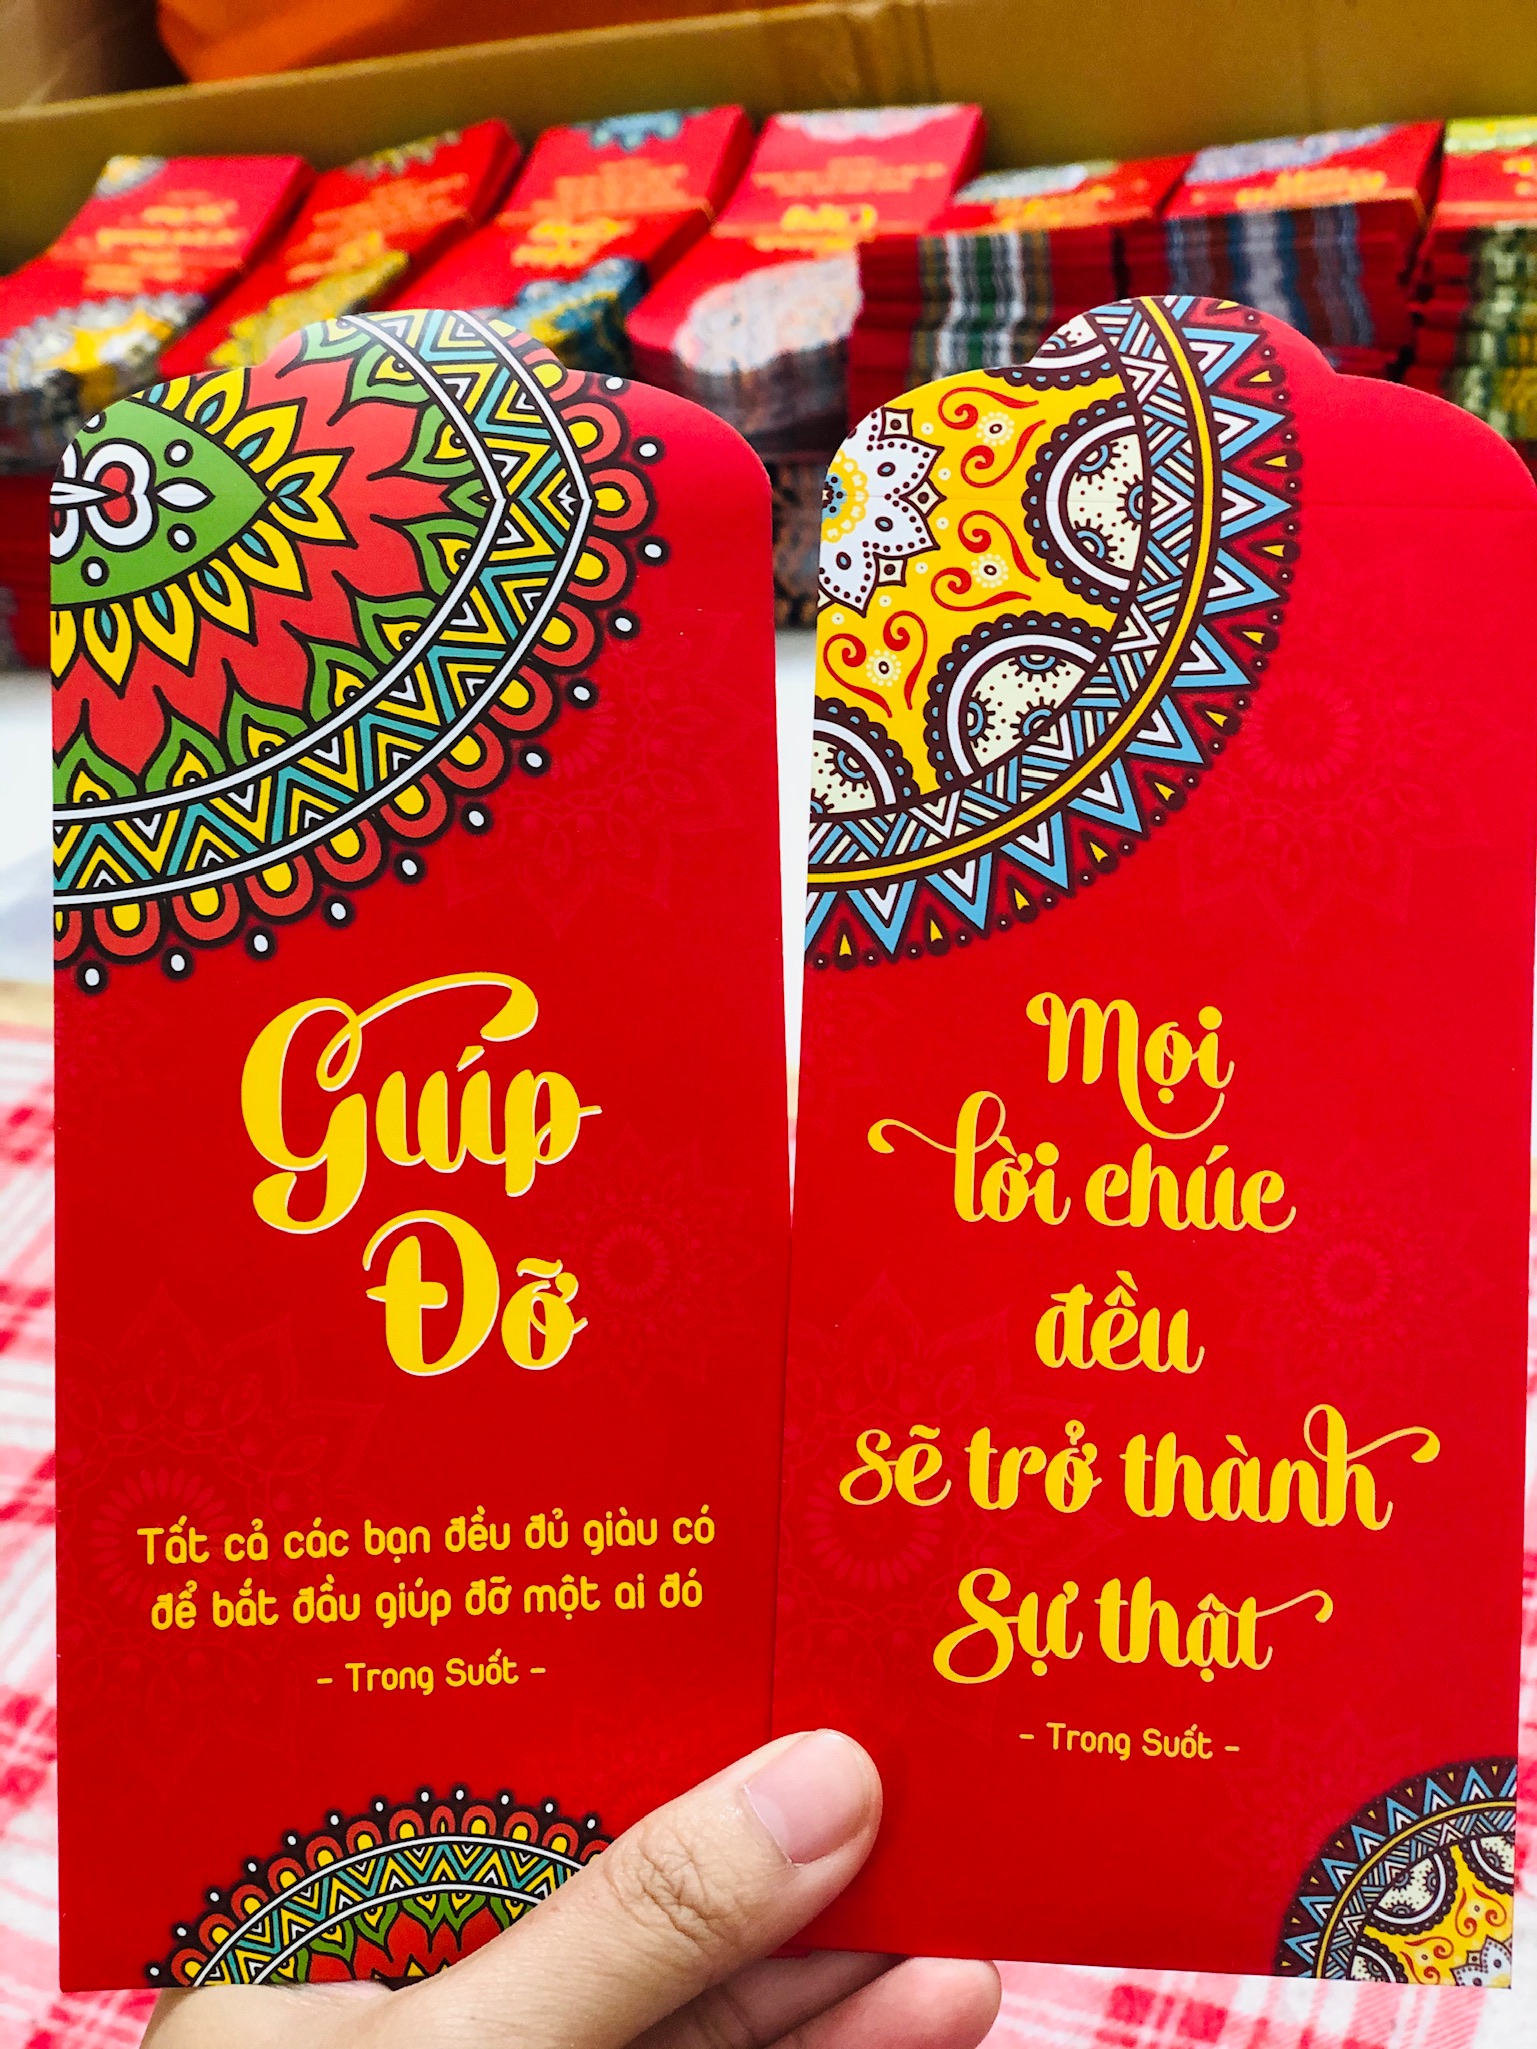 Giúp
Đỡ
Tất cả các bạn đều đủ giàu có
để bắt đầu giúp đỡ một ai đó
- Trong Suốt -
Mọi
lời chúc
đều
sẽ trở thành
Sự thật
- Trong Suốt -